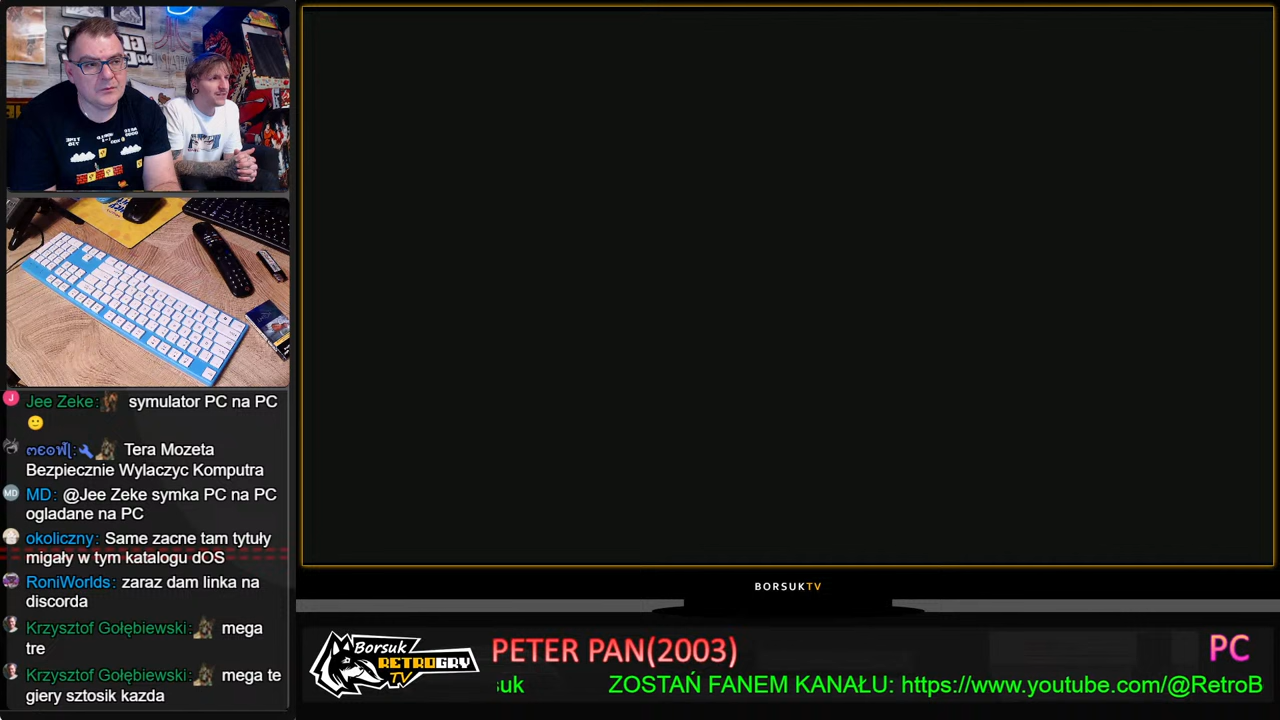 Jee Zeke: symulator PC na PC
Tera Mozeta
Bezpiecznie Wylaczyc Komputra
MD: @Jee Zeke symka PC na PC
ogladane na PC
okoliczny: Same zacne tam tytuły
migały w tym katalogu dOS
RoniWorlds: zaraz dam linka na
discorda
Krzysztof Gołębiewski: mega
tre
Krzysztof Gołębiewski: mega te
giery sztosik kazda
BORSUKTV
Borsuk
RETROGRY
TV
PETER PAN(2003)
PC
suk ZOSTAŃ FANEM KANAŁU: https://www.youtube.com/@RetroB